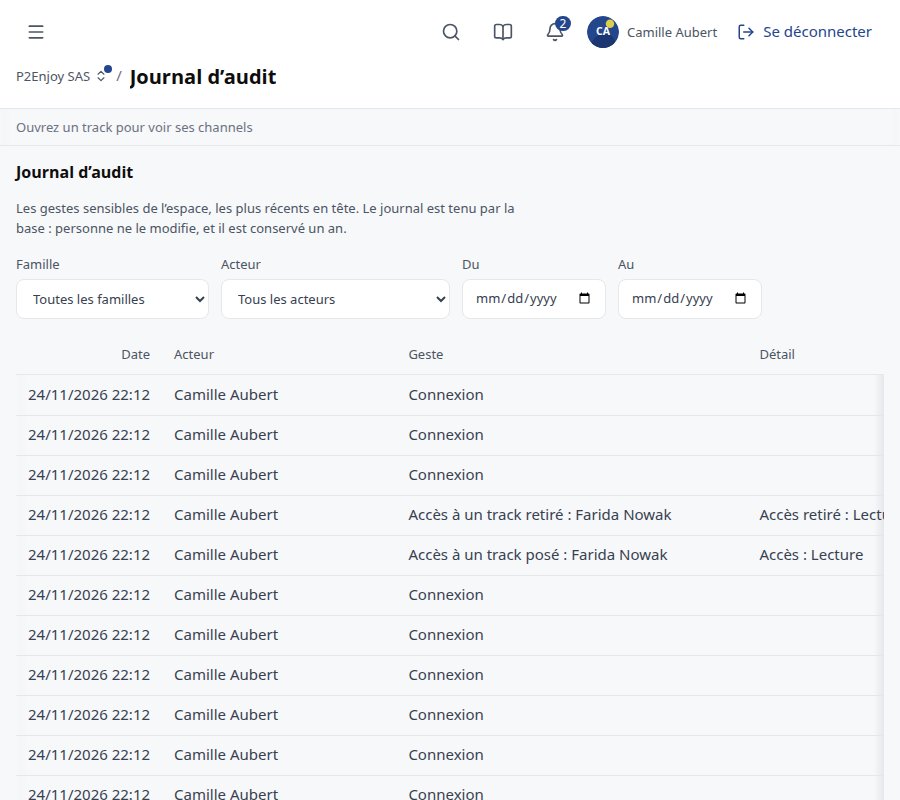 2
CA Camille Aubert Se déconnecter
P2Enjoy SAS / Journal d’audit
Ouvrez un track pour voir ses channels
Journal d’audit
Les gestes sensibles de l’espace, les plus récents en tête. Le journal est tenu par la
base : personne ne le modifie, et il est conservé un an.
Famille Acteur Du Au
Toutes les familles Tous les acteurs mm/dd/yyyy mm/dd/yyyy
Date Acteur Geste Détail
24/11/2026 22:12 Camille Aubert Connexion
24/11/2026 22:12 Camille Aubert Connexion
24/11/2026 22:12 Camille Aubert Connexion
24/11/2026 22:12 Camille Aubert Accès à un track retiré : Farida Nowak Accès retiré : Lectu
24/11/2026 22:12 Camille Aubert Accès à un track posé : Farida Nowak Accès : Lecture
24/11/2026 22:12 Camille Aubert Connexion
24/11/2026 22:12 Camille Aubert Connexion
24/11/2026 22:12 Camille Aubert Connexion
24/11/2026 22:12 Camille Aubert Connexion
24/11/2026 22:12 Camille Aubert Connexion
24/11/2026 22:12 Camille Aubert Connexion